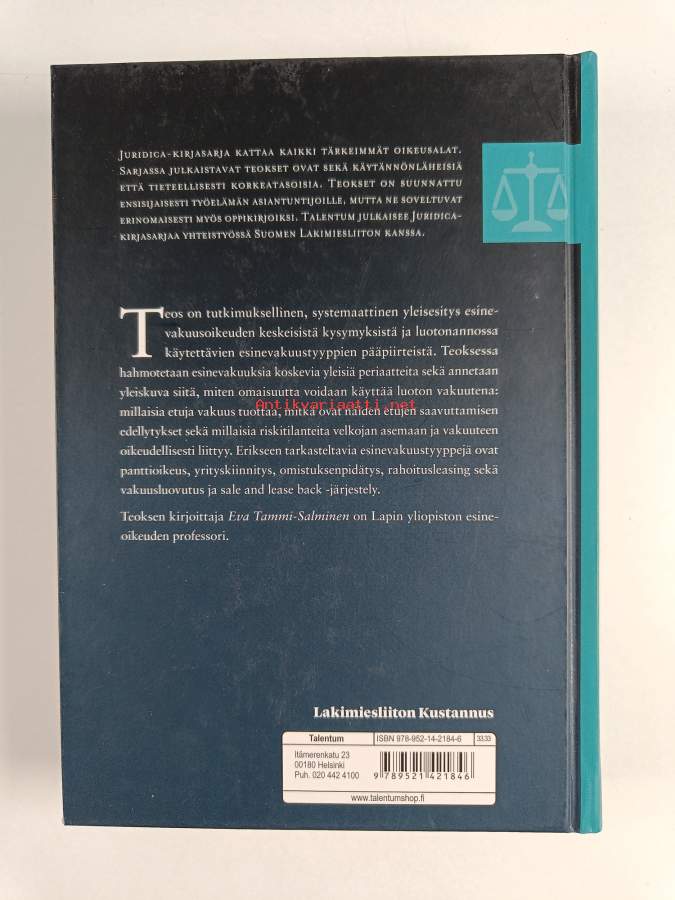 JURIDICA-KIRJASARJA KATTAA KAIKKI TÄRKEIMMÄT OIKEUSALAT.
SARJASSA JULKAISTAVAT TEOKSET OVAT SEKÄ KÄYTÄNNÖNLÄHEISIÄ
ETTÄ TIETEELLISESTI KORKEATASOISIA. TEOKSET ON SUUNNATTU
ENSISIJAISESTI TYÖELÄMÄN ASIANTUNTIJOILLE, MUTTA NE SOVELTUVAT
ERINOMAISESTI MYÖS OPPIKIRJOIKSI. TALENTUM JULKAISEE JURIDICA-
KIRJASARJAA YHTEISTYÖSSÄ SUOMEN LAKIMIESLIITON KANSSA.
Teos on tutkimuksellinen, systemaattinen yleisesitys esine-
vakuusoikeuden keskeisistä kysymyksistä ja luotonannossa
käytettävien esinevakuustyyppien pääpiirteistä. Teoksessa
hahmotetaan esinevakuuksia koskevia yleisiä periaatteita sekä annetaan
yleiskuva siitä, miten omaisuutta voidaan käyttää luoton vakuutena:
millaisia etuja vakuus tuottaa, mitkä ovat näiden etujen saavuttamisen
Antikvariaatti.net
edellytykset sekä millaisia riskitilanteita velkojan asemaan ja vakuuteen
oikeudellisesti liittyy. Erikseen tarkasteltavia esinevakuustyyppejä ovat
panttioikeus, yrityskiinnitys, omistuksenpidätys, rahoitusleasing sekä
vakuusluovutus ja sale and lease back -järjestely.
Teoksen kirjoittaja Eva Tammi-Salminen on Lapin yliopiston esine-
oikeuden professori.
Lakimiesliiton Kustannus
Talentum ISBN 978-952-14-2184-6 33.33
Itämerenkatu 23
00180 Helsinki
Puh. 020 442 4100
9 789521 421846
www.talentumshop.fi